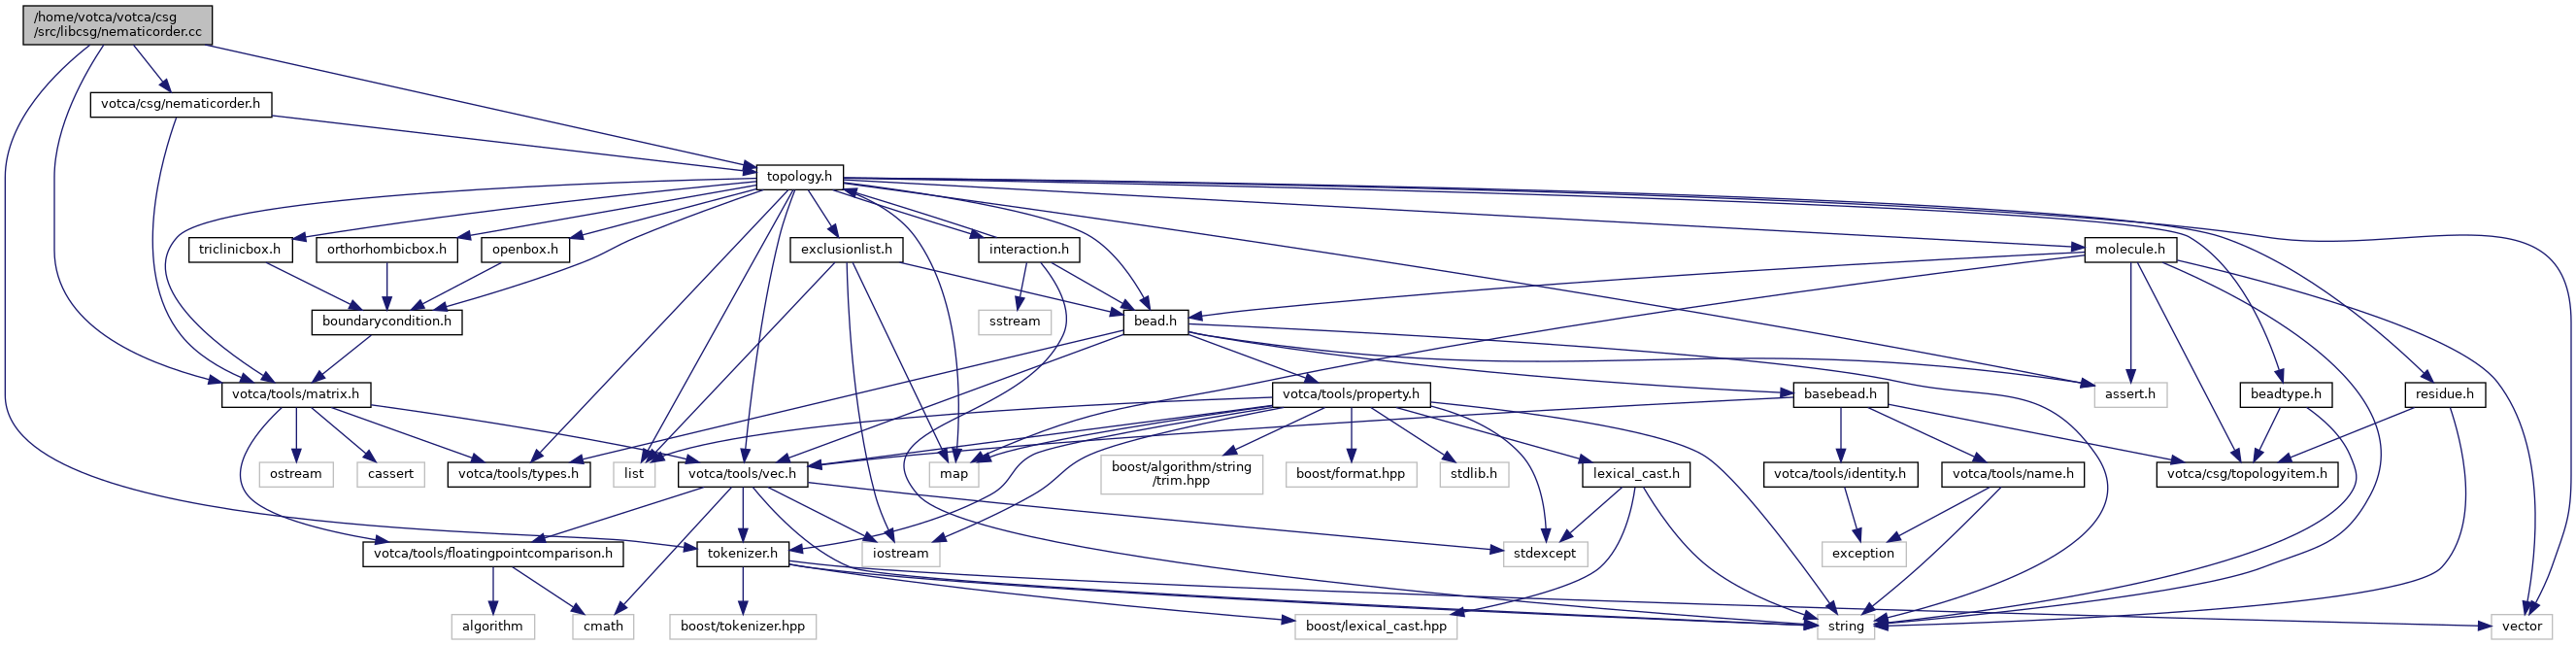 /home/votca/votca/csg
/src/libcsg/nematicorder.cc
votca/csg/nematicorder.h
topology.h
triclinicbox.h
orthorhombicbox.h
openbox.h
exclusionlist.h
interaction.h
molecule.h
boundarycondition.h
sstream
bead.h
votca/tools/matrix.h
votca/tools/property.h
basebead.h
assert.h
beadtype.h
residue.h
ostream
cassert
votca/tools/types.h
list
votca/tools/vec.h
map
boost/algorithm/string
/trim.hpp
boost/format.hpp
stdlib.h
lexical_cast.h
votca/tools/identity.h
votca/tools/name.h
votca/csg/topologyitem.h
votca/tools/floatingpointcomparison.h
tokenizer.h
iostream
stdexcept
exception
algorithm
cmath
boost/tokenizer.hpp
boost/lexical_cast.hpp
string
vector